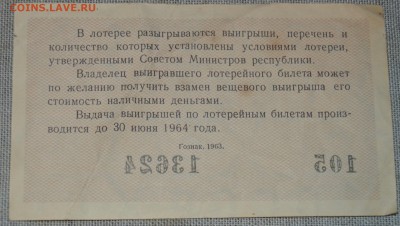 COINS.LAVE.RU
В лотерее разыгрываются выигрыши, перечень и
количество которых установлены условиями лотереи,
утвержденными Советом Министров республики.
Владелец выигравшего лотерейного билета может
по желанию получить взамен вещевого выигрыша его
стоимость наличными деньгами.
Выдача выигрышей по лотерейным билетам произ-
водится до 30 июня 1964 года.
Гознак. 1963.
13624 105